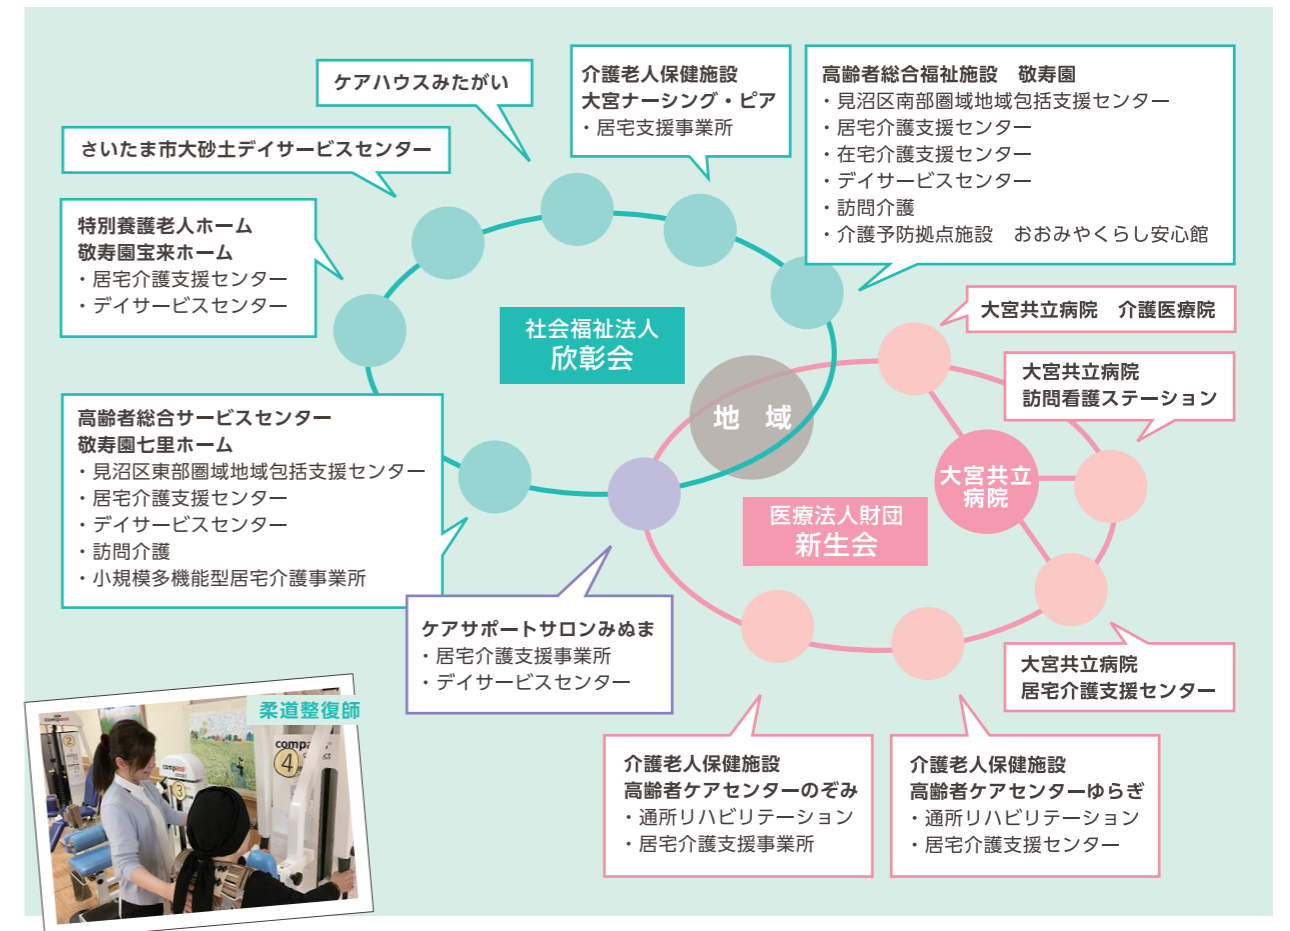 ケアハウスみたがい
介護老人保健施設
大宮ナーシング・ピア
・居宅支援事業所
高齢者総合福祉施設　敬寿園
・見沼区南部圏域地域包括支援センター
・居宅介護支援センター
・在宅介護支援センター
・デイサービスセンター
・訪問介護
・介護予防拠点施設　おおみやくらし安心館
さいたま市大砂土デイサービスセンター
特別養護老人ホーム
敬寿園宝来ホーム
・居宅介護支援センター
・デイサービスセンター
社会福祉法人
欣彰会
大宮共立病院　介護医療院
大宮共立病院
訪問看護ステーション
地　域
高齢者総合サービスセンター
敬寿園七里ホーム
・見沼区東部圏域地域包括支援センター
・居宅介護支援センター
・デイサービスセンター
・訪問介護
・小規模多機能型居宅介護事業所
大宮共立
病院
医療法人財団
新生会
ケアサポートサロンみぬま
・居宅介護支援事業所
・デイサービスセンター
大宮共立病院
居宅介護支援センター
介護老人保健施設
高齢者ケアセンターのぞみ
・通所リハビリテーション
・居宅介護支援事業所
介護老人保健施設
高齢者ケアセンターゆらぎ
・通所リハビリテーション
・居宅介護支援センター
柔道整復師
compass
②
③
④